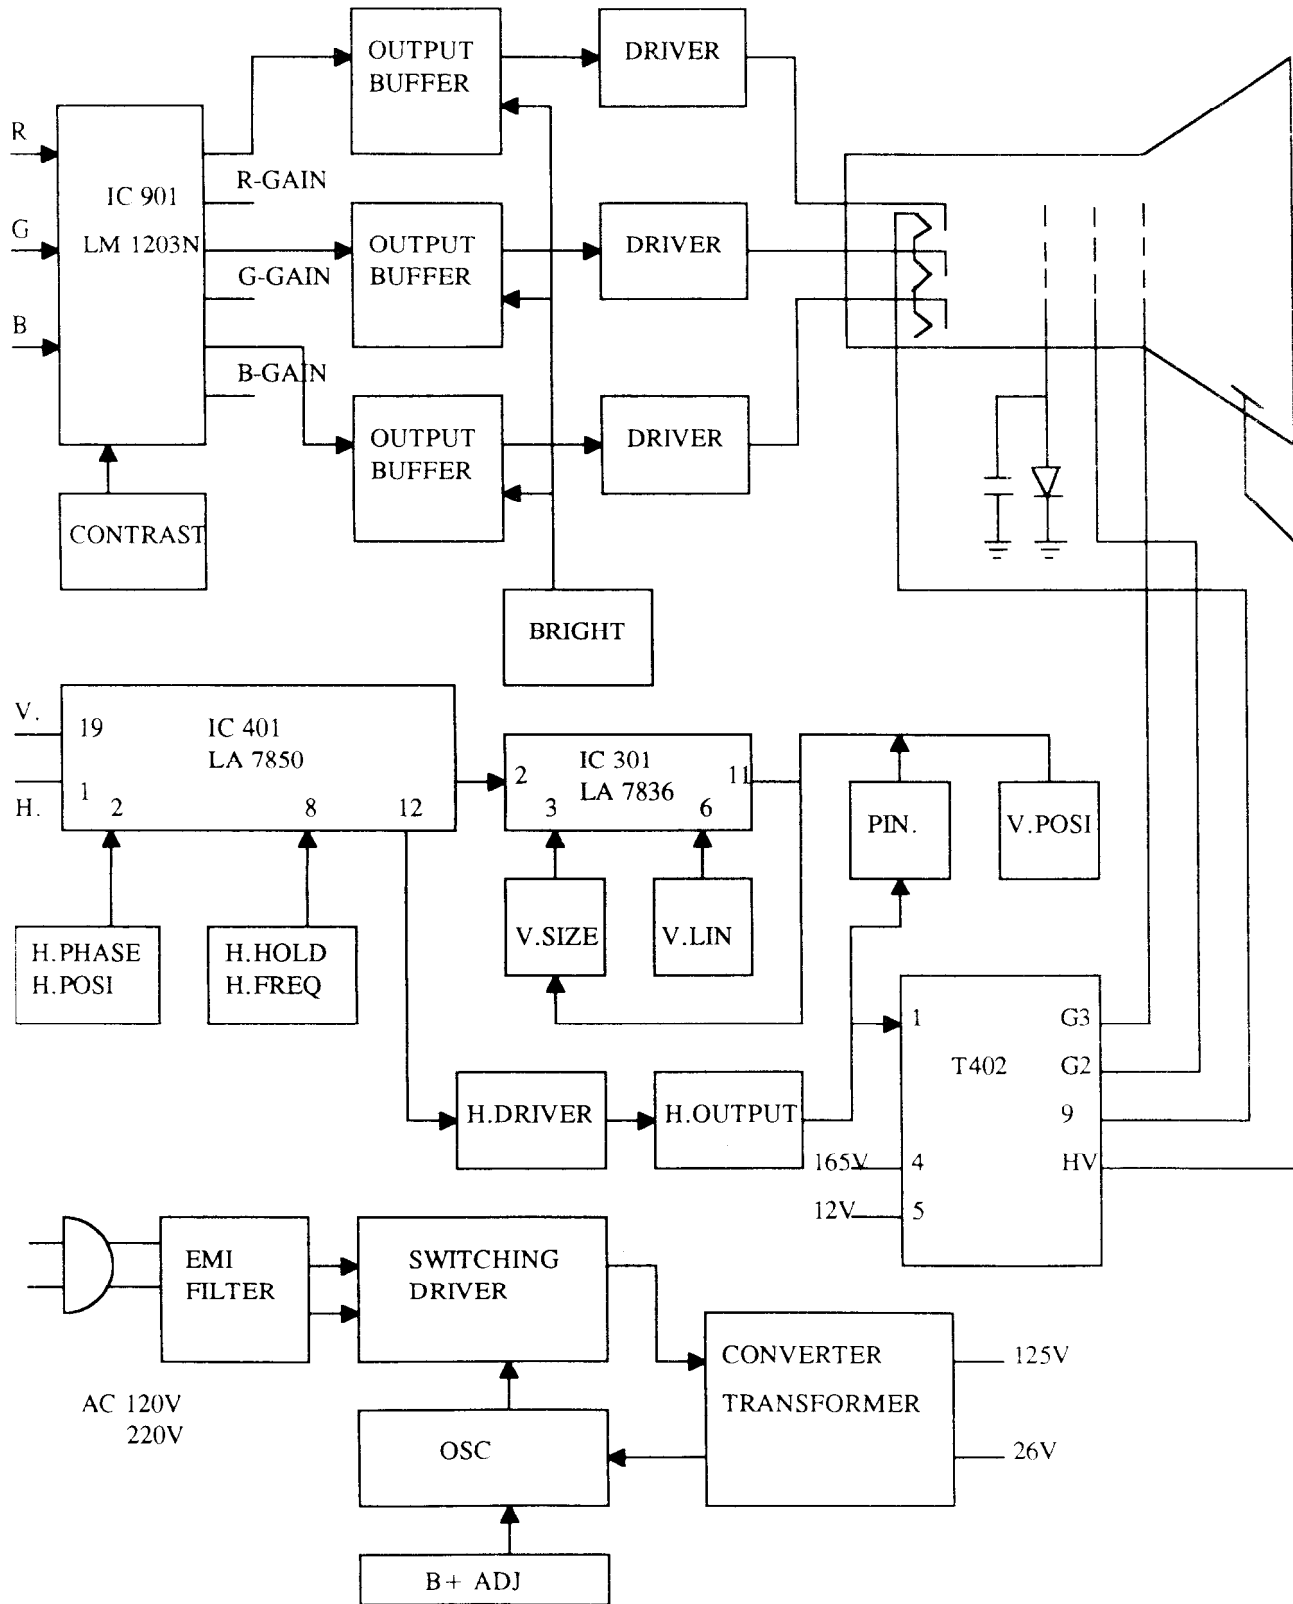 OUTPUT
BUFFER
DRIVER
R
IC 901
LM 1203N
R-GAIN
G
OUTPUT
BUFFER
DRIVER
G-GAIN
B
B-GAIN
OUTPUT
BUFFER
DRIVER
CONTRAST
BRIGHT
V.
19
IC 401
LA 7850
H.
1
2
8
12
2
IC 301
LA 7836
11
3
6
PIN.
V.POSI
H.PHASE
H.POSI
H.HOLD
H.FREQ
V.SIZE
V.LIN
1
G3
T402
G2
H.DRIVER
H.OUTPUT
9
165V
4
HV
12V
5
EMI
FILTER
SWITCHING
DRIVER
CONVERTER
TRANSFORMER
125V
26V
AC 120V
220V
OSC
B+ ADJ